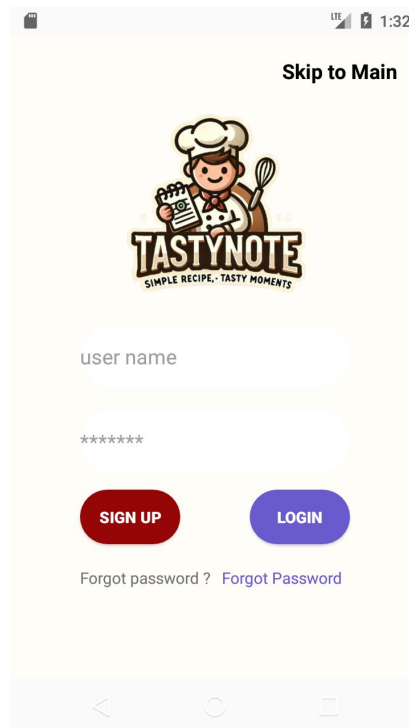 LTE 1:32
Skip to Main
TASTYNOTE
SIMPLE RECIPE,- TASTY MOMENTS
user name
*******
SIGN UP LOGIN
Forgot password ? Forgot Password